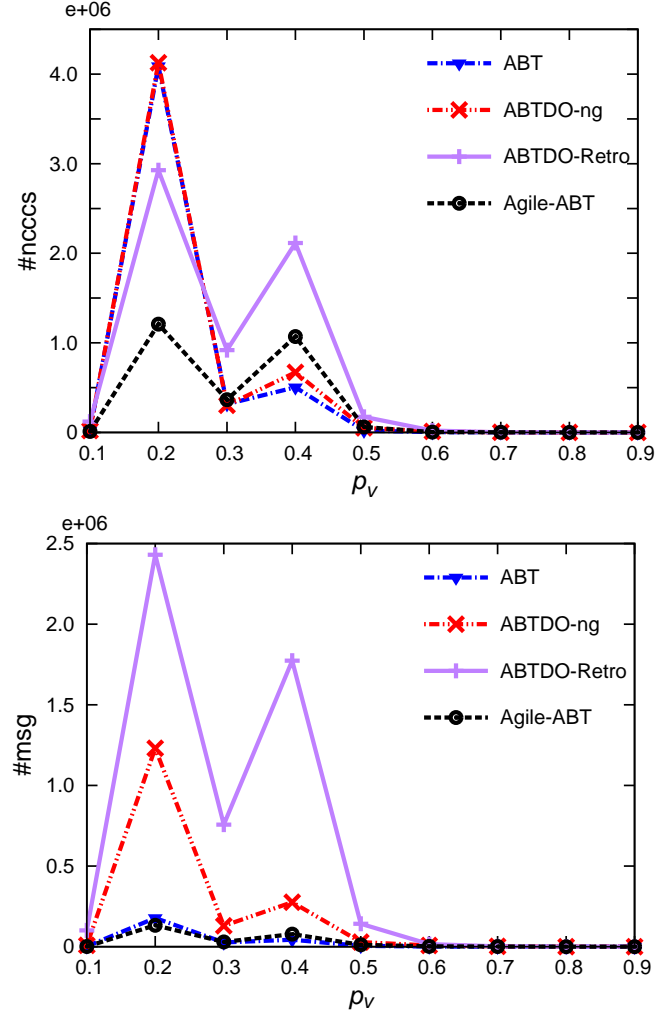 e+06
4.0
3.0
2.0
1.0
0
#ncccs
ABT
ABTDO-ng
ABTDO-Retro
Agile-ABT
0.1 0.2 0.3 0.4 0.5 0.6 0.7 0.8 0.9
pv
e+06
2.5
2.0
1.5
1.0
0.5
0
#msg
ABT
ABTDO-ng
ABTDO-Retro
Agile-ABT
0.1 0.2 0.3 0.4 0.5 0.6 0.7 0.8 0.9
pv